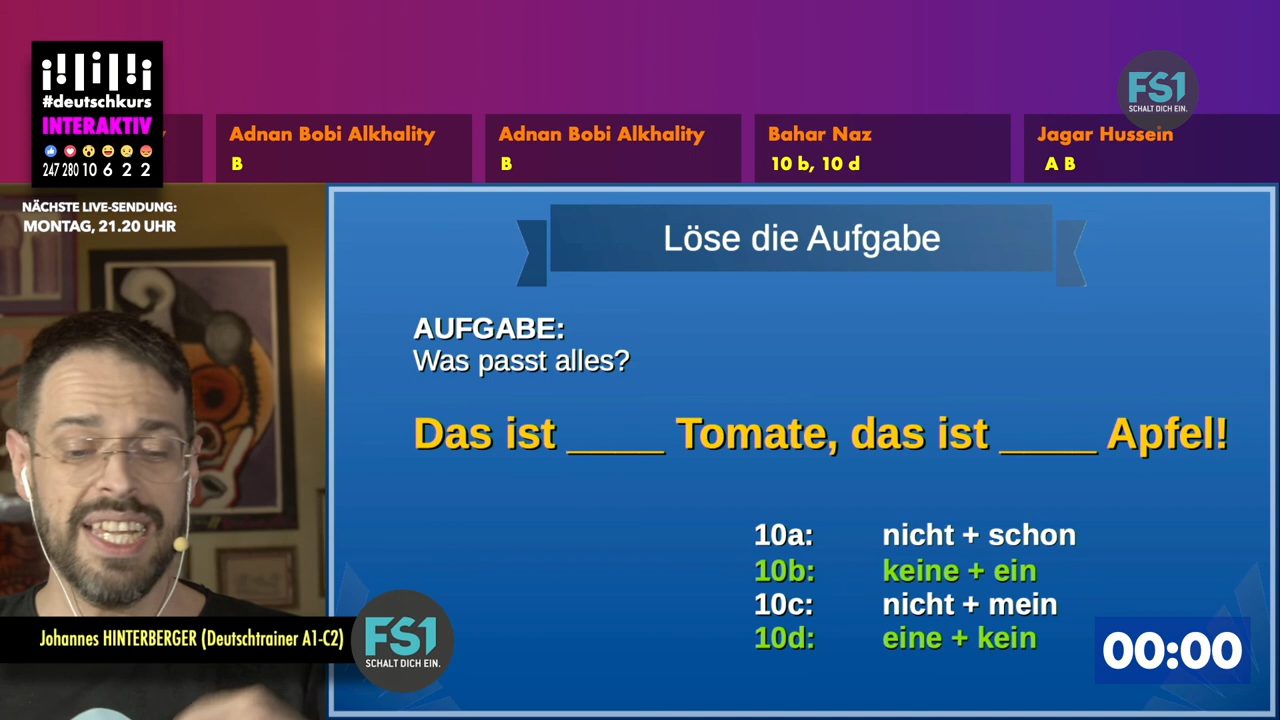 #deutschkurs
INTERAKTIV
247 280 10 6 2 2
NÄCHSTE LIVE-SENDUNG:
MONTAG, 21.20 UHR
Adnan Bobi Alkhality
B
Adnan Bobi Alkhality
B
Bahar Naz
10 b, 10 d
Jagar Hussein
A B
FS1
SCHALT DICH EIN.
Löse die Aufgabe
AUFGABE:
Was passt alles?
Das ist ____ Tomate, das ist ____ Apfel!
10a: nicht + schon
10b: keine + ein
10c: nicht + mein
10d: eine + kein
00:00
Johannes HINTERBERGER (Deutschtrainer A1-C2)
FS1
SCHALT DICH EIN.